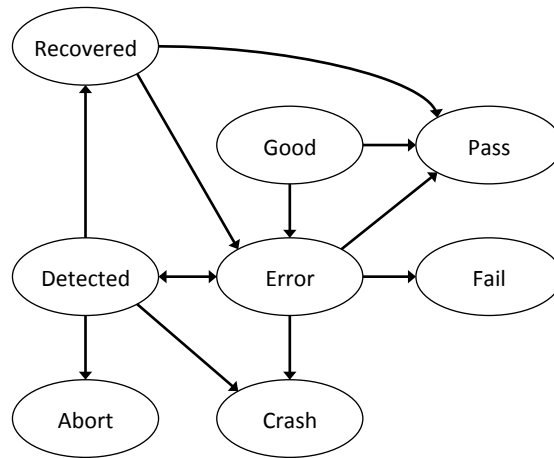 Recovered
Good
Pass
Detected
Error
Fail
Abort
Crash